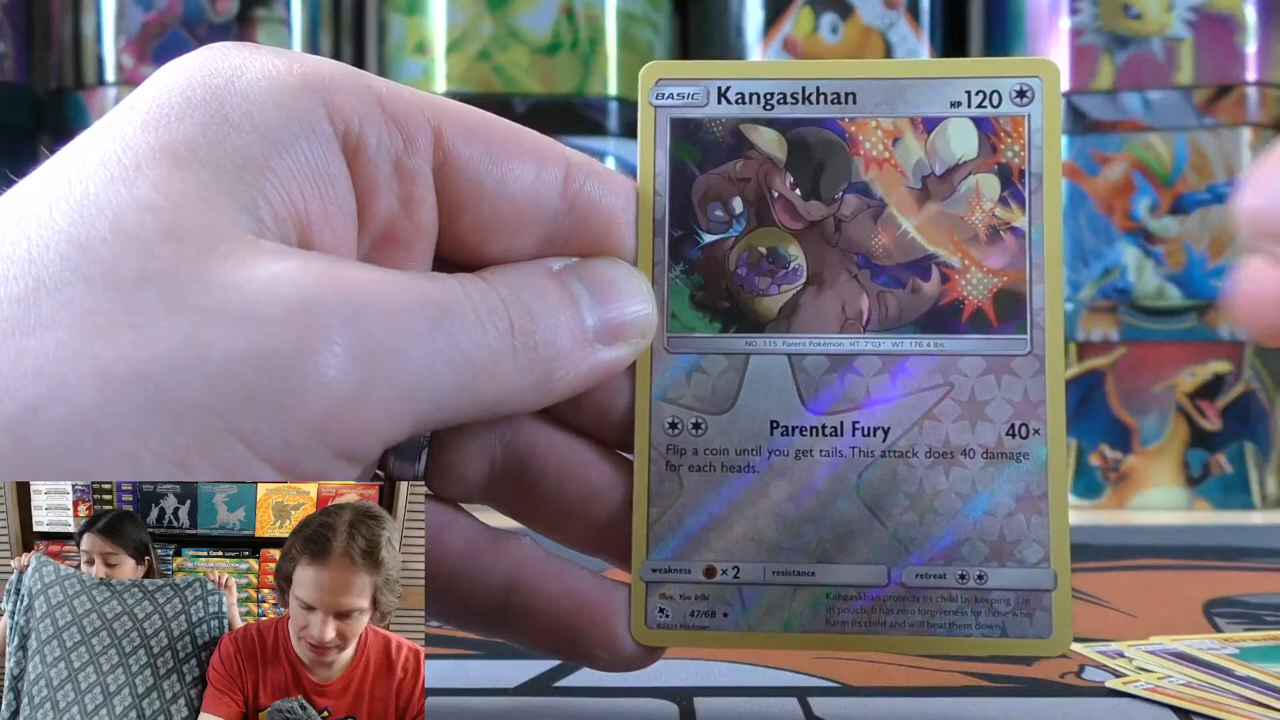 BASIC Kangaskhan HP 120
NO. 115 Parent Pokémon HT: 7'03" WT: 176.4 lbs.
Parental Fury 40×
Flip a coin until you get tails. This attack does 40 damage
for each heads.
weakness ×2 resistance retreat
Illus. You Iribi
47/68 ★
©2019 Pokémon
Kangaskhan protects its child by keeping it in
its pouch. It has zero forgiveness for those who
harm its child and will beat them down.